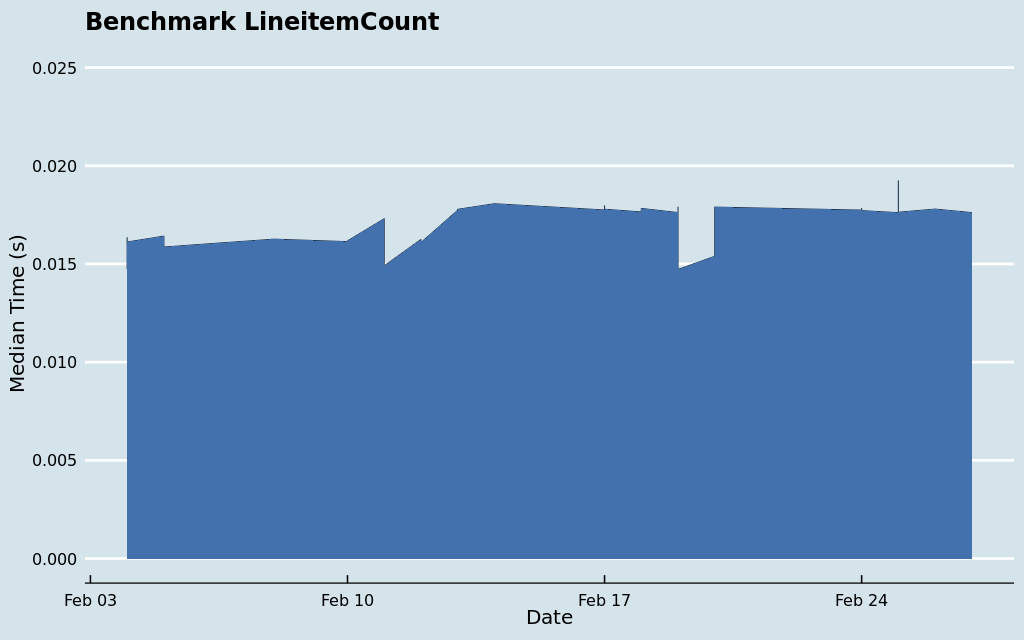 Benchmark LineitemCount
0.025
0.020
0.015
0.010
0.005
0.000
Median Time (s)
Feb 03
Feb 10
Feb 17
Feb 24
Date